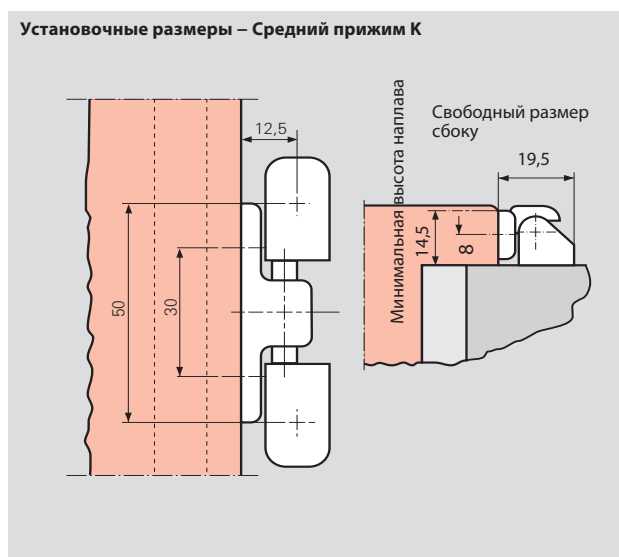 Установочные размеры – Средний прижим K
12,5
50
30
Минимальная высота наплава
Свободный размер
сбоку
19,5
14,5
8